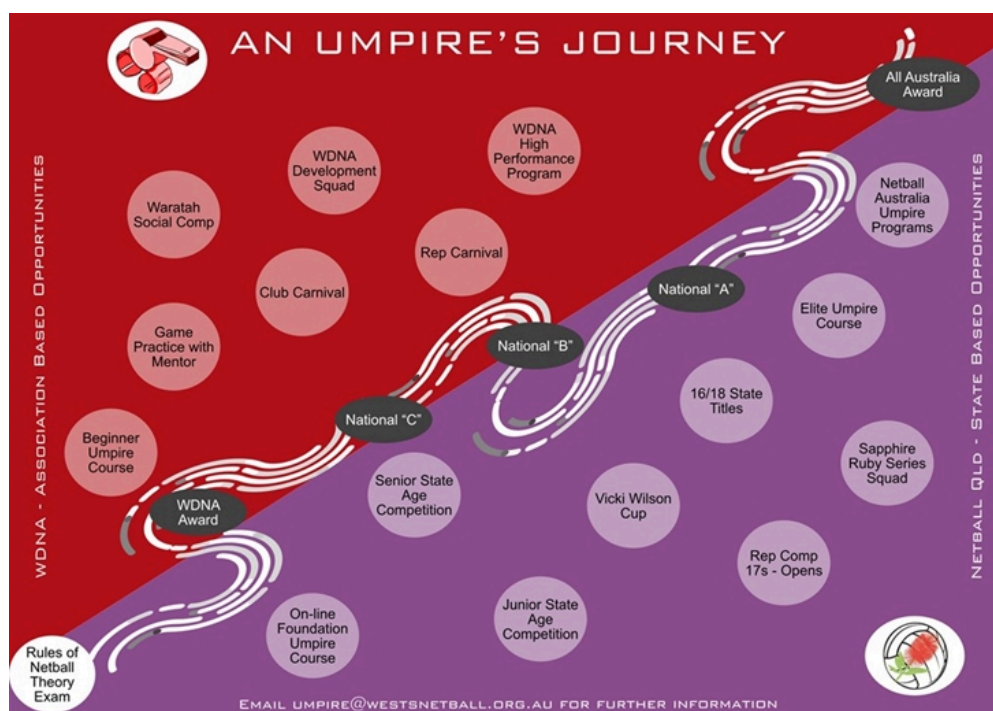 AN UMPIRE'S JOURNEY
All Australia
Award
WDNA
High
Performance
Program
WDNA
Development
Squad
Waratah
Social Comp
Netball
Australia
Umpire
Programs
Rep Carnival
Club Carnival
National "A"
Elite Umpire
Course
Game
Practice with
Mentor
National "B"
16/18 State
Titles
National "C"
Beginner
Umpire
Course
Sapphire
Ruby Series
Squad
Senior State
Age
Competition
Vicki Wilson
Cup
WDNA
Award
Rep Comp
17s - Opens
On-line
Foundation
Umpire
Course
Junior State
Age
Competition
Rules of
Netball
Theory
Exam
WDNA - ASSOCIATION BASED OPPORTUNITIES
NETBALL QLD - STATE BASED OPPORTUNITIES
EMAIL UMPIRE@WESTSNETBALL.ORG.AU FOR FURTHER INFORMATION